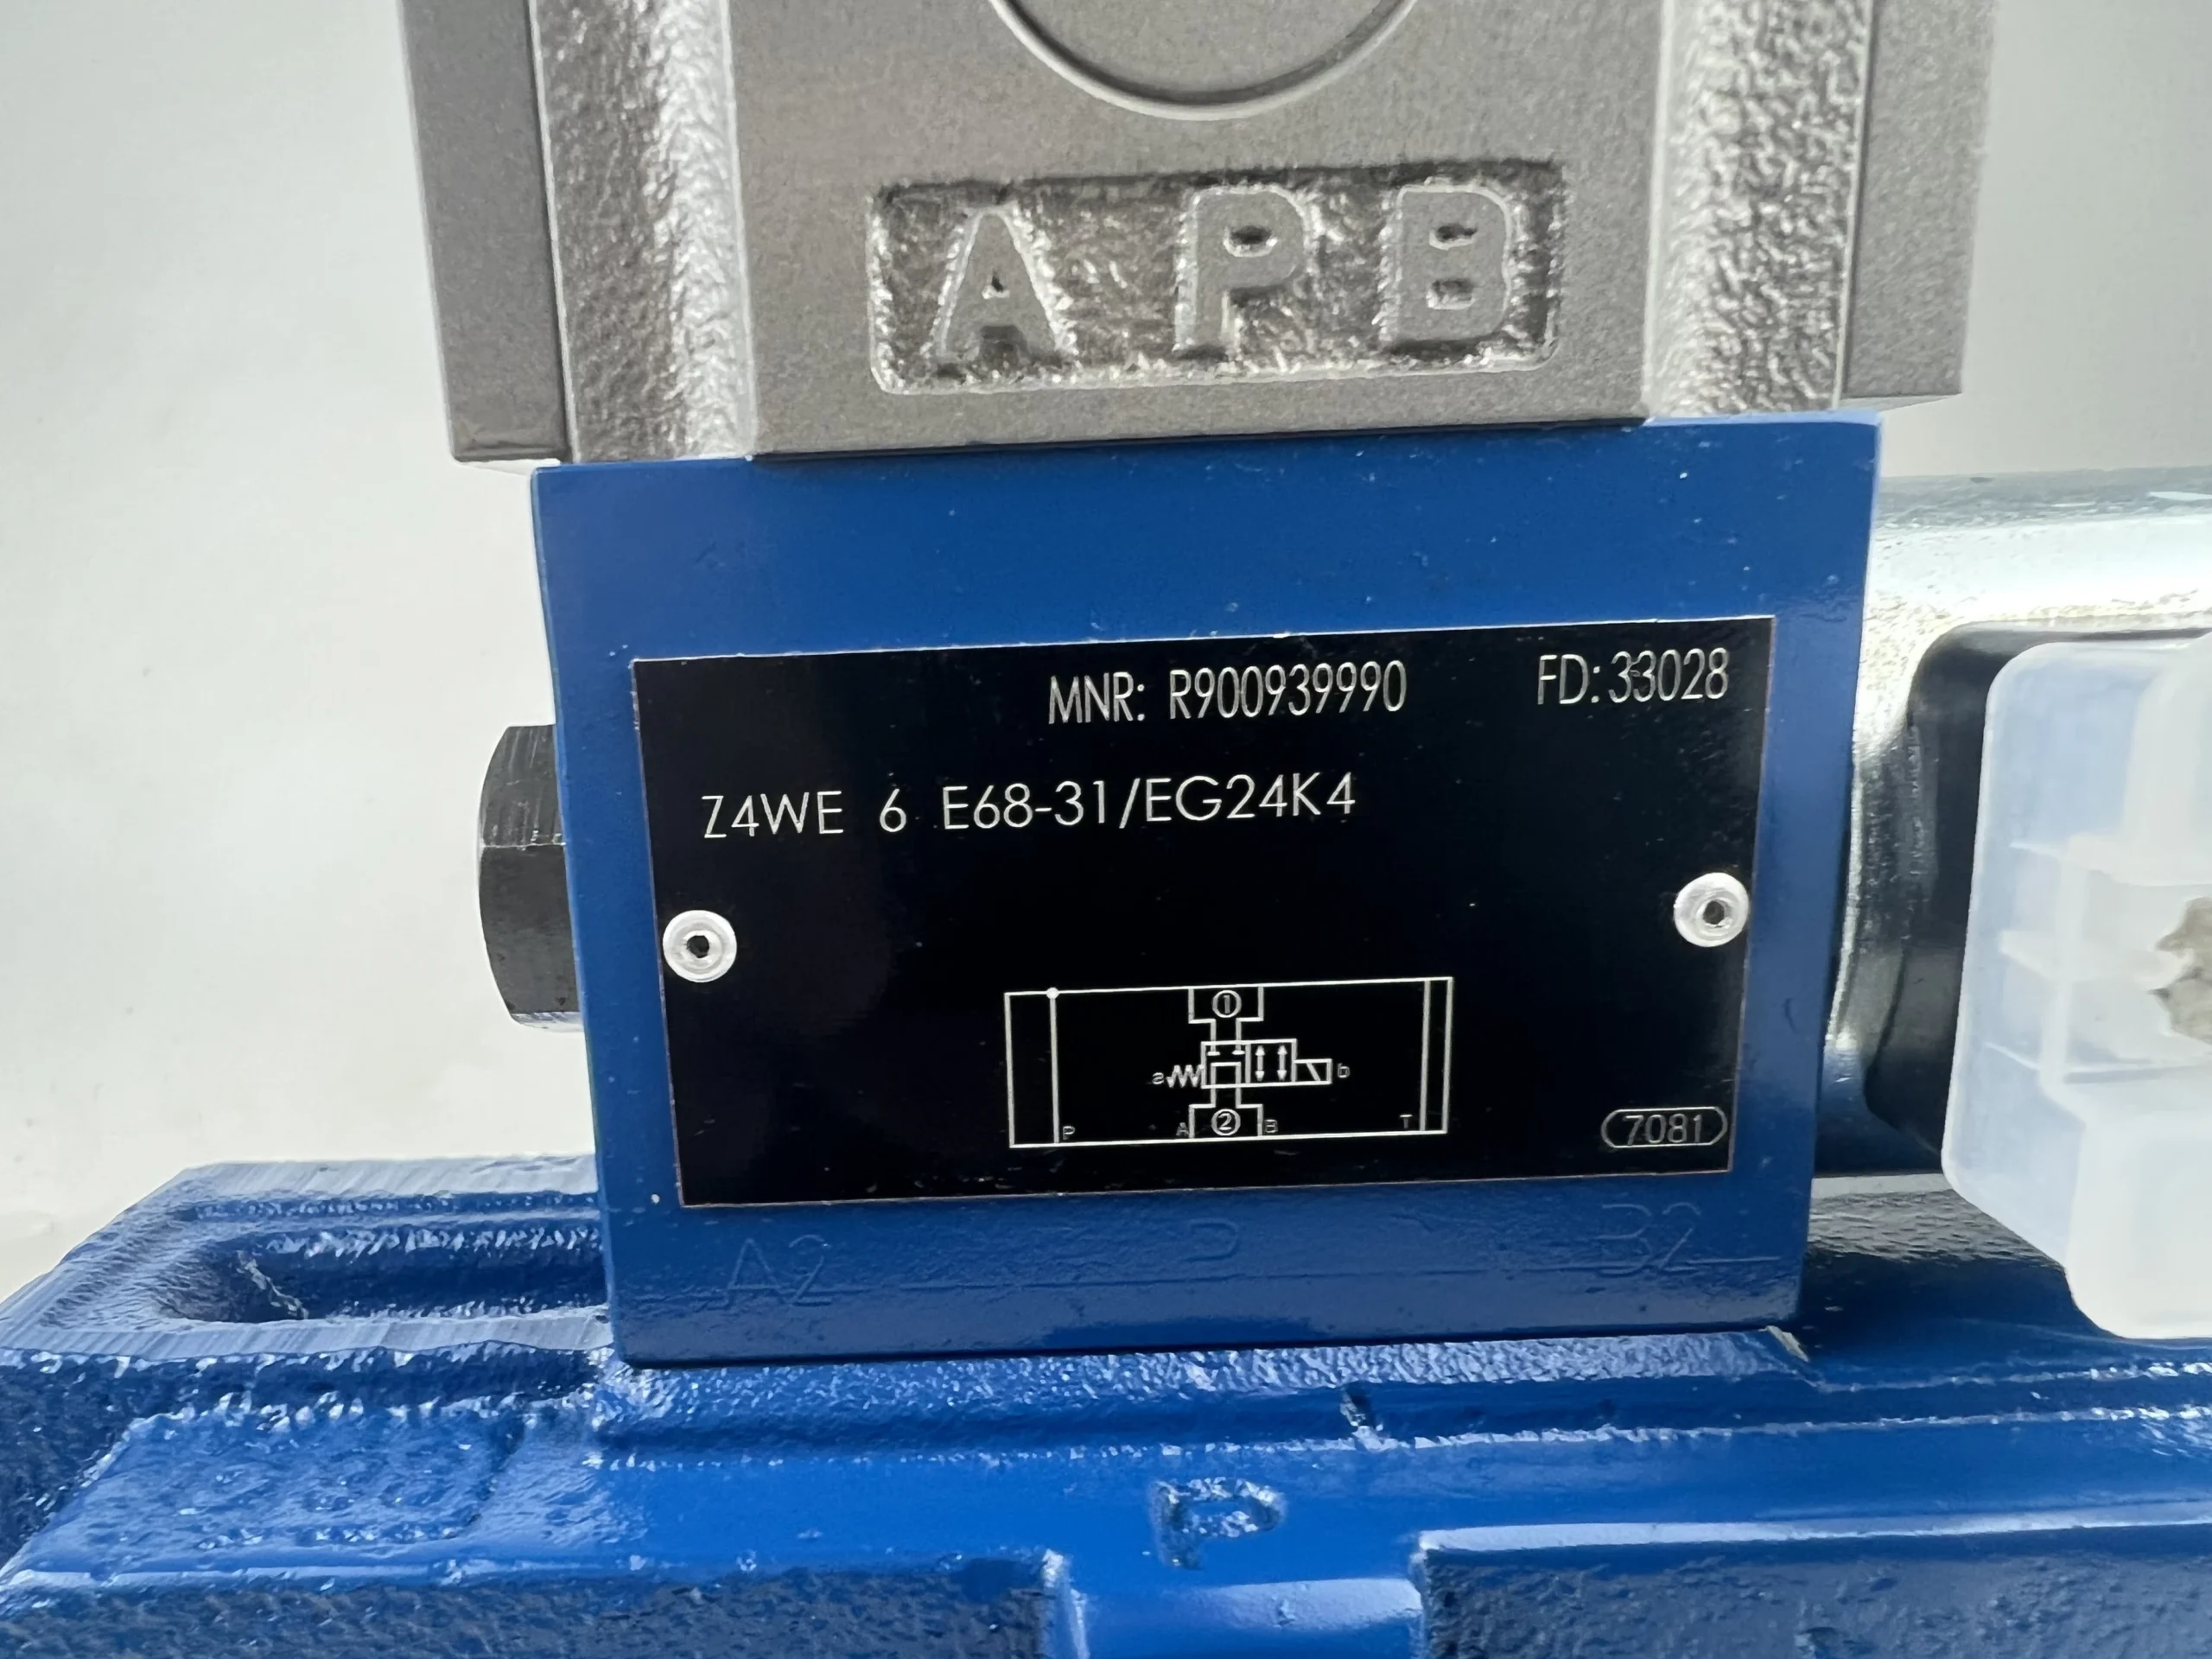 A P B
MNR: R900939990 FD: 33028
Z4WE 6 E68-31/EG24K4
①
a b
P A ② B T
7081
A2 P B2
P